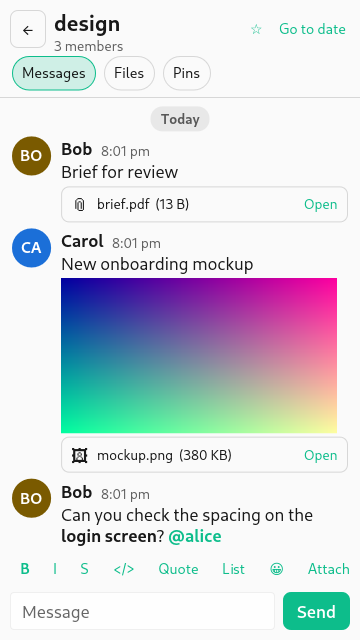 ←
design
3 members
☆ Go to date
Messages Files Pins
Today
BO
Bob 8:01 pm
Brief for review
brief.pdf (13 B) Open
CA
Carol 8:01 pm
New onboarding mockup
mockup.png (380 KB) Open
BO
Bob 8:01 pm
Can you check the spacing on the
login screen? @alice
B I S </> Quote List 😀 Attach
Message Send